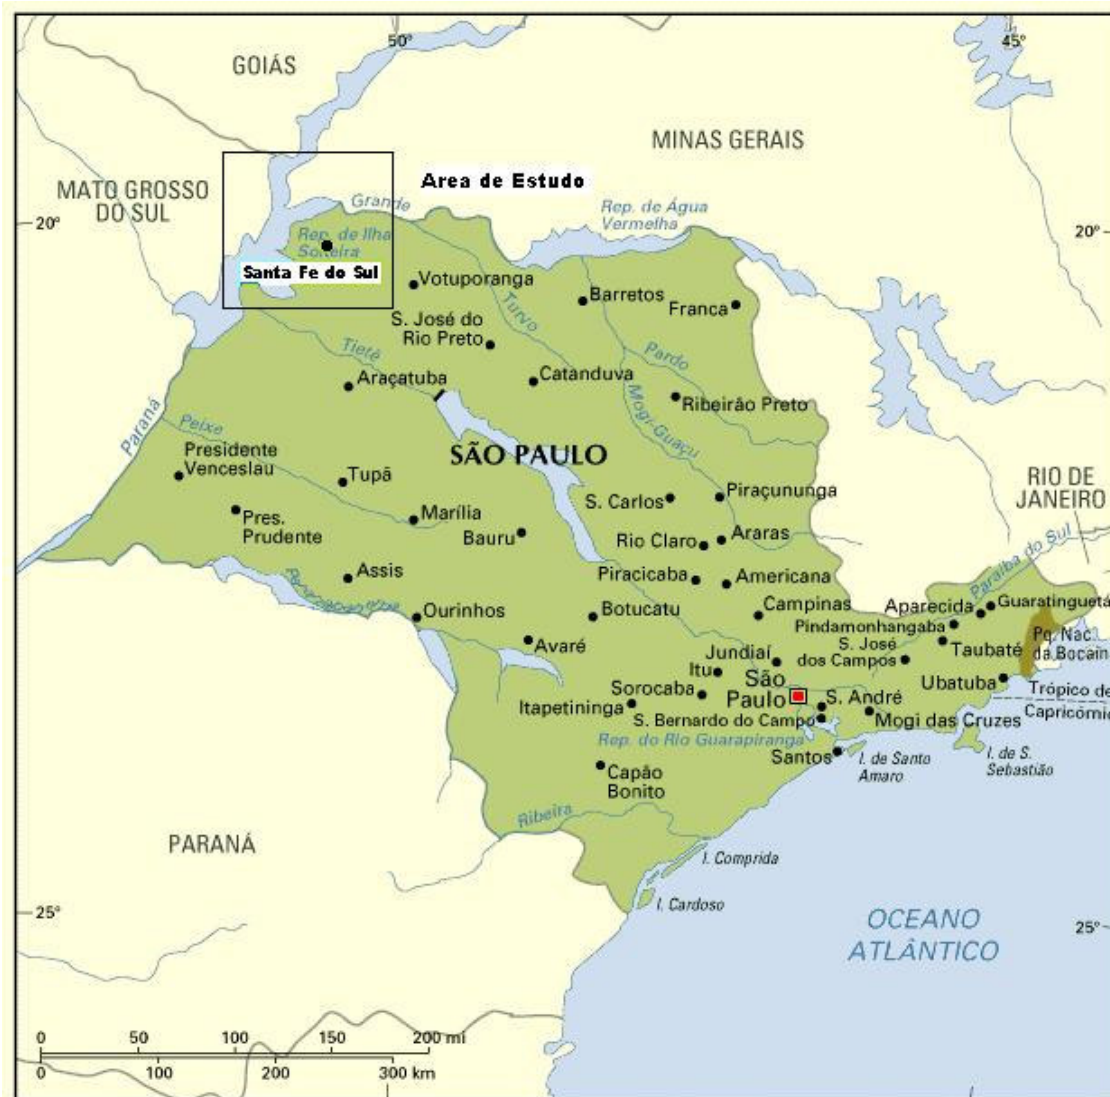 50°
45°
GOIÁS
MINAS GERAIS
MATO GROSSO
DO SUL
Area de Estudo
Grande
Rep. de Água
Vermelha
20°
20°
Rep. de Ilha
Solteira
Santa Fe do Sul
Votuporanga
Turvo
Barretos
Franca
S. José do
Rio Preto
Tietê
Pardo
Araçatuba
Catanduva
Mogi-Guaçu
Ribeirão Preto
Paraná
Peixe
SÃO PAULO
Presidente
Venceslau
Tupã
RIO DE
JANEIRO
S. Carlos
Piraçununga
Pres.
Prudente
Marília
Bauru
Rio Claro
Araras
Paraíba do Sul
Assis
Piracicaba
Americana
Ourinhos
Botucatu
Campinas
Aparecida
Guaratinguetá
Pindamonhangaba
Pq. Nac.
da Bocain
Avaré
Jundiaí
S. José
dos Campos
Taubaté
Itu
São
Paulo
Ubatuba
Sorocaba
S. André
Trópico de
Capricórnio
Itapetininga
S. Bernardo do Campo
Mogi das Cruzes
Rep. do Rio Guarapiranga
Santos
I. de Santo
Amaro
I. de S.
Sebastião
Capão
Bonito
Ribeira
PARANÁ
I. Comprida
I. Cardoso
25°
25°
OCEANO
ATLÂNTICO
0 50 100 150 200 mi
0 100 200 300 km